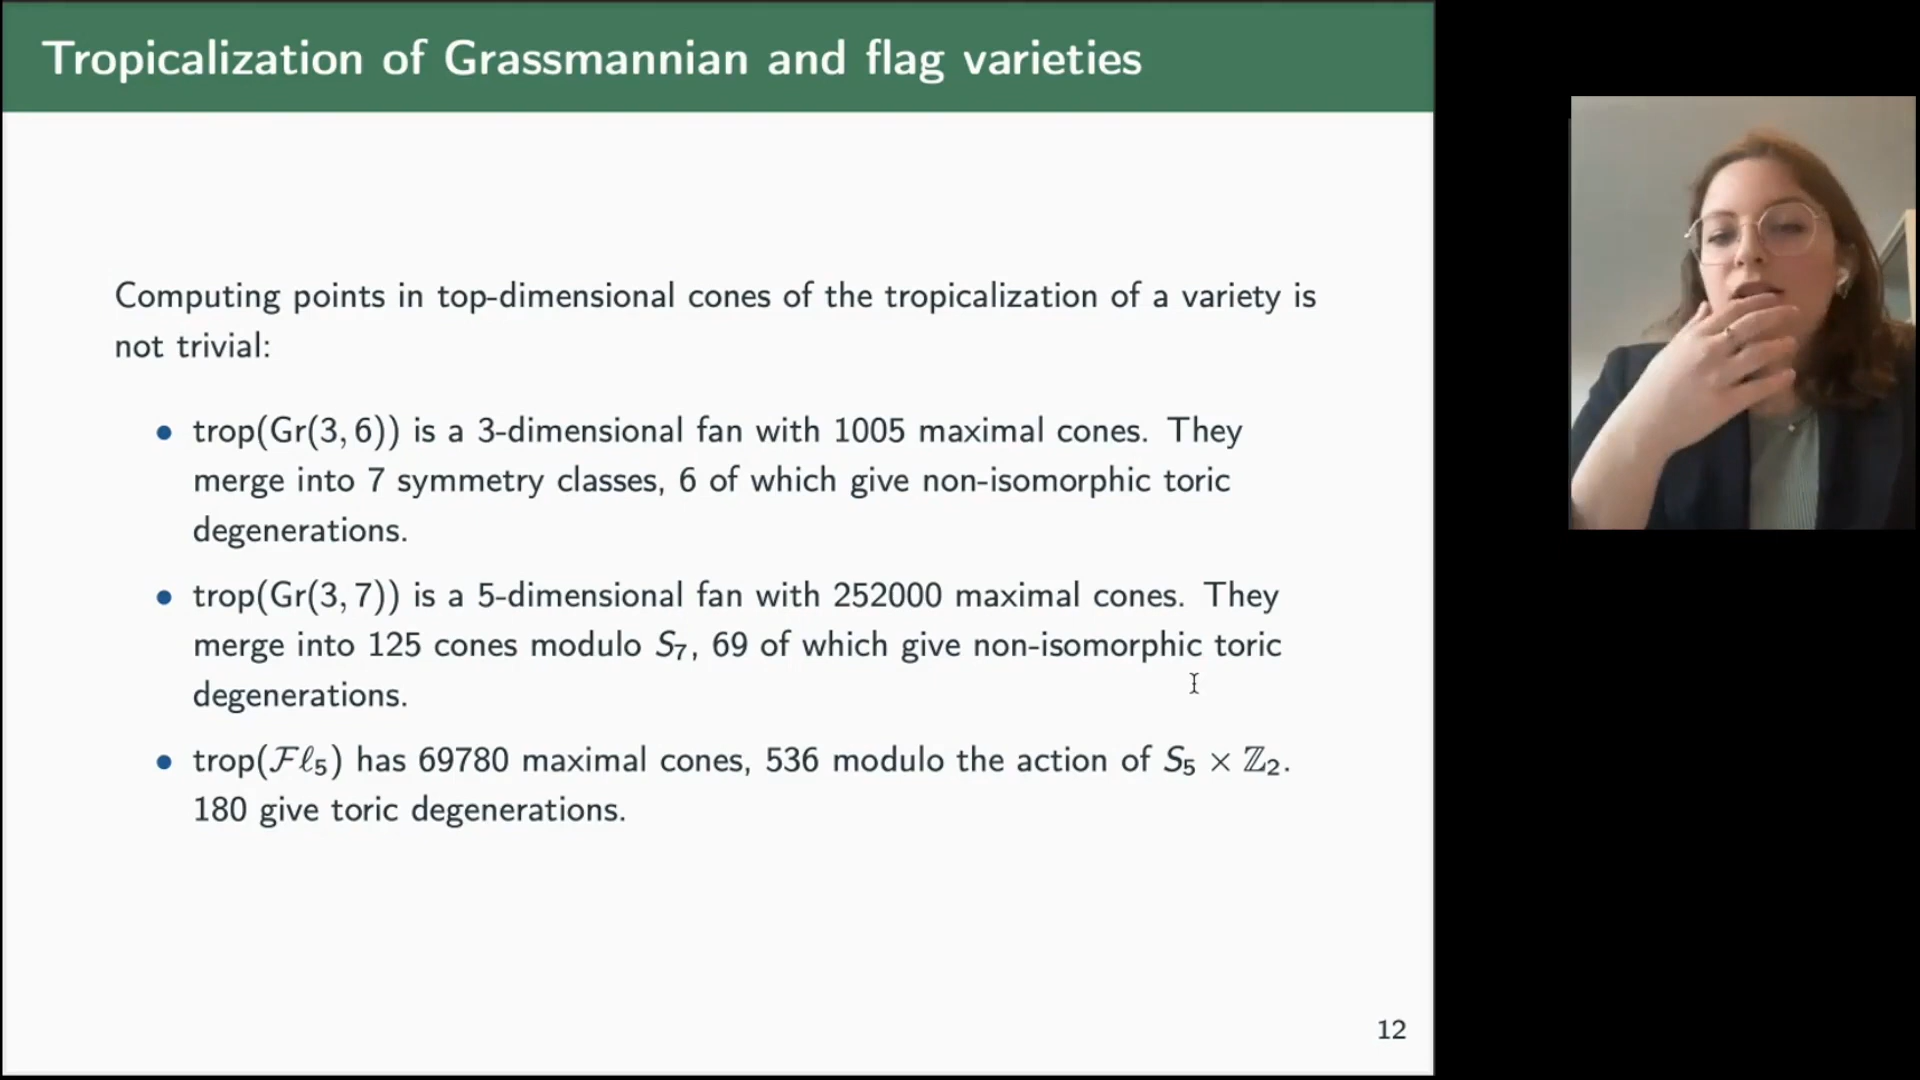 Tropicalization of Grassmannian and flag varieties
Computing points in top-dimensional cones of the tropicalization of a variety is
not trivial:
• trop(Gr(3, 6)) is a 3-dimensional fan with 1005 maximal cones. They
merge into 7 symmetry classes, 6 of which give non-isomorphic toric
degenerations.
• trop(Gr(3, 7)) is a 5-dimensional fan with 252000 maximal cones. They
merge into 125 cones modulo S₇, 69 of which give non-isomorphic toric
degenerations.
• trop(ℱℓ₅) has 69780 maximal cones, 536 modulo the action of S₅ × ℤ₂.
180 give toric degenerations.
12